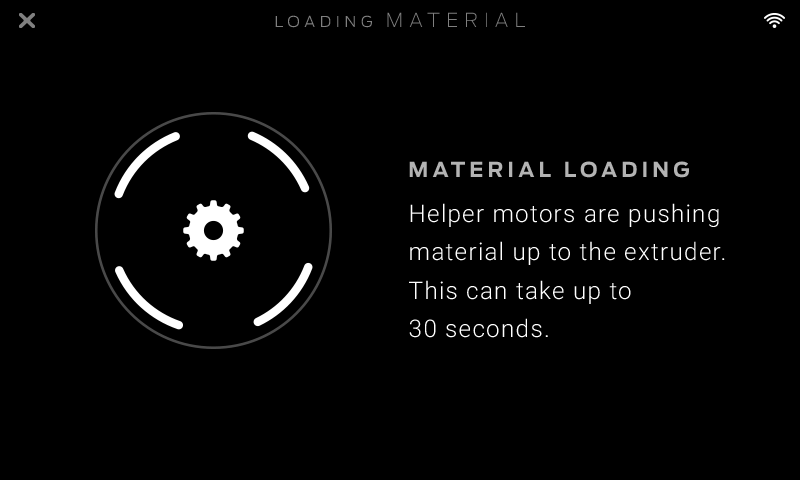 LOADING MATERIAL
MATERIAL LOADING
Helper motors are pushing
material up to the extruder.
This can take up to
30 seconds.